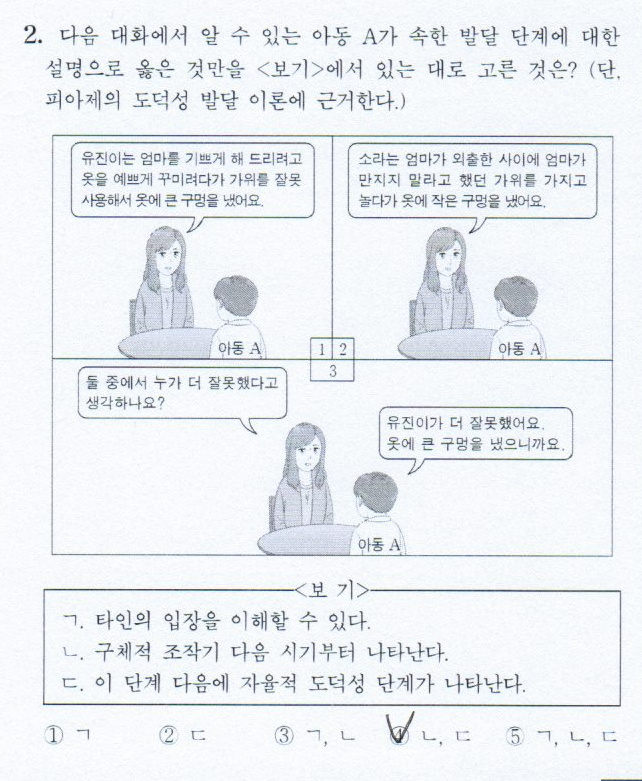 2. 다음 대화에서 알 수 있는 아동 A가 속한 발달 단계에 대한
설명으로 옳은 것만을 <보기>에서 있는 대로 고른 것은? (단,
피아제의 도덕성 발달 이론에 근거한다.)
유진이는 엄마를 기쁘게 해 드리려고
옷을 예쁘게 꾸미려다가 가위를 잘못
사용해서 옷에 큰 구멍을 냈어요.
아동 A
소라는 엄마가 외출한 사이에 엄마가
만지지 말라고 했던 가위를 가지고
놀다가 옷에 작은 구멍을 냈어요.
아동 A
1 2
3
둘 중에서 누가 더 잘못했다고
생각하나요?
유진이가 더 잘못했어요.
옷에 큰 구멍을 냈으니까요.
아동 A
<보 기>
ㄱ. 타인의 입장을 이해할 수 있다.
ㄴ. 구체적 조작기 다음 시기부터 나타난다.
ㄷ. 이 단계 다음에 자율적 도덕성 단계가 나타난다.
① ㄱ ② ㄷ ③ ㄱ, ㄴ ④ ㄴ, ㄷ ⑤ ㄱ, ㄴ, ㄷ